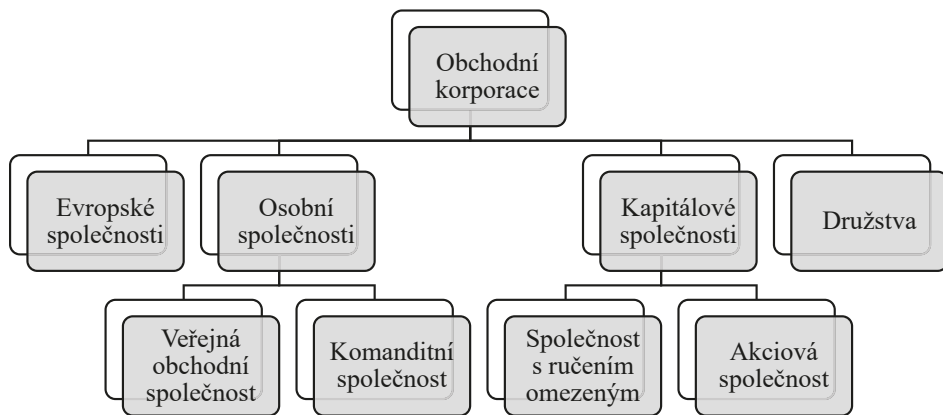 Obchodní
korporace
Evropské
společnosti
Osobní
společnosti
Kapitálové
společnosti
Družstva
Veřejná
obchodní
společnost
Komanditní
společnost
Společnost
s ručením
omezeným
Akciová
společnost